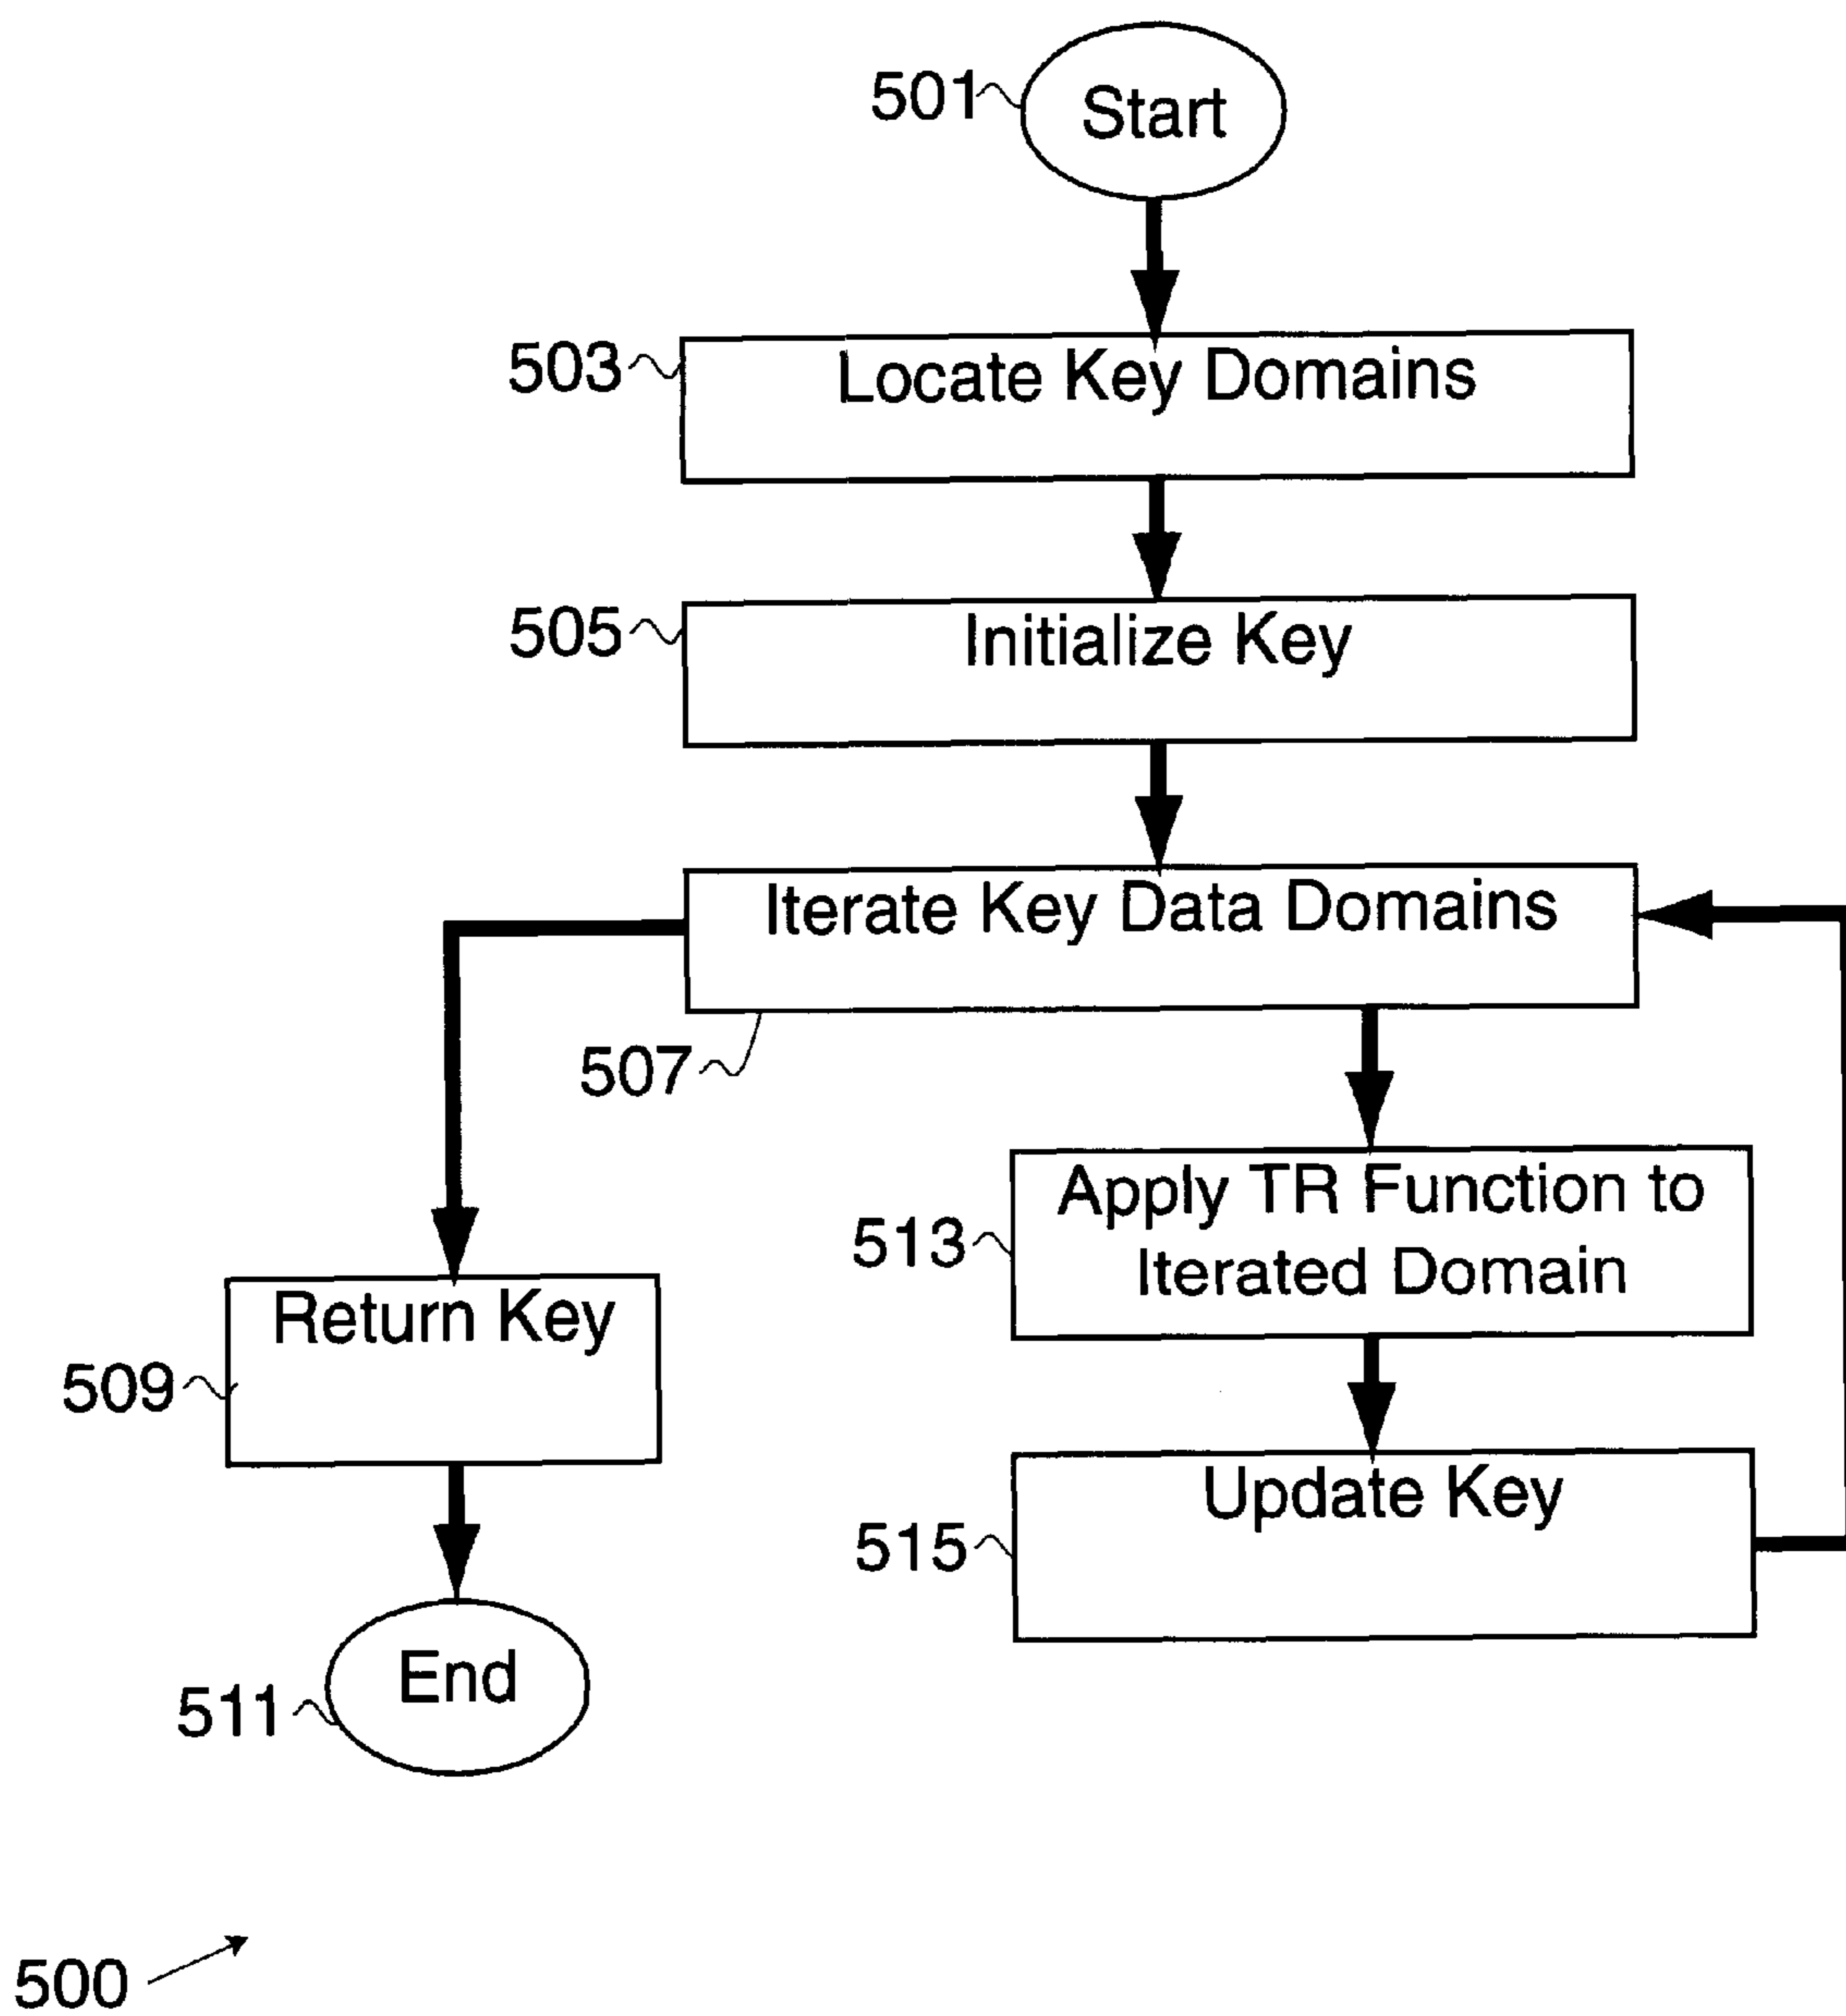 501
Start
503
Locate Key Domains
505
Initialize Key
Iterate Key Data Domains
507
513
Apply TR Function to
Iterated Domain
Return Key
509
515
Update Key
End
511
500